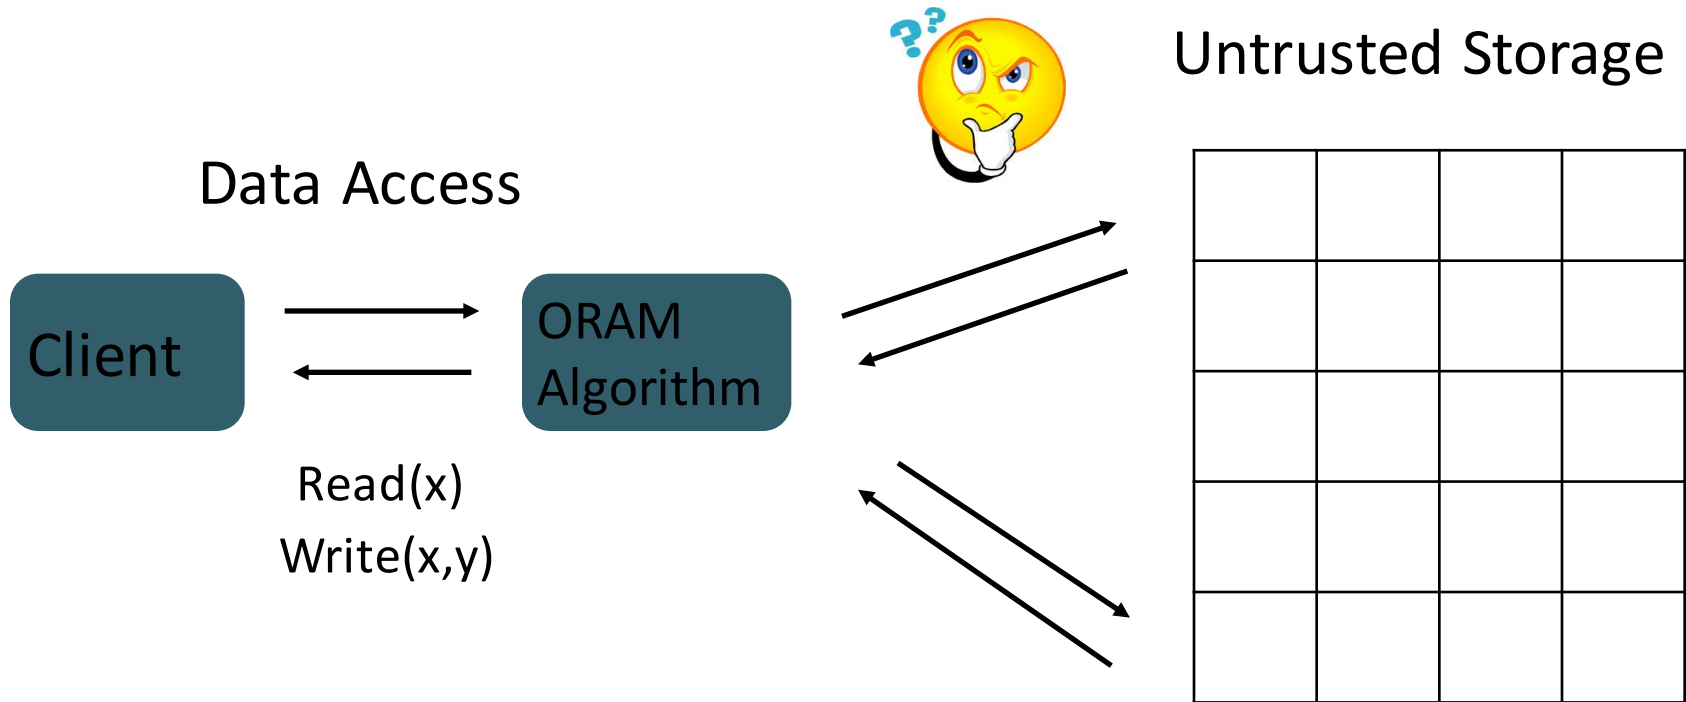 ??
Untrusted Storage
Data Access
Client
ORAM
Algorithm
Read(x)
Write(x,y)